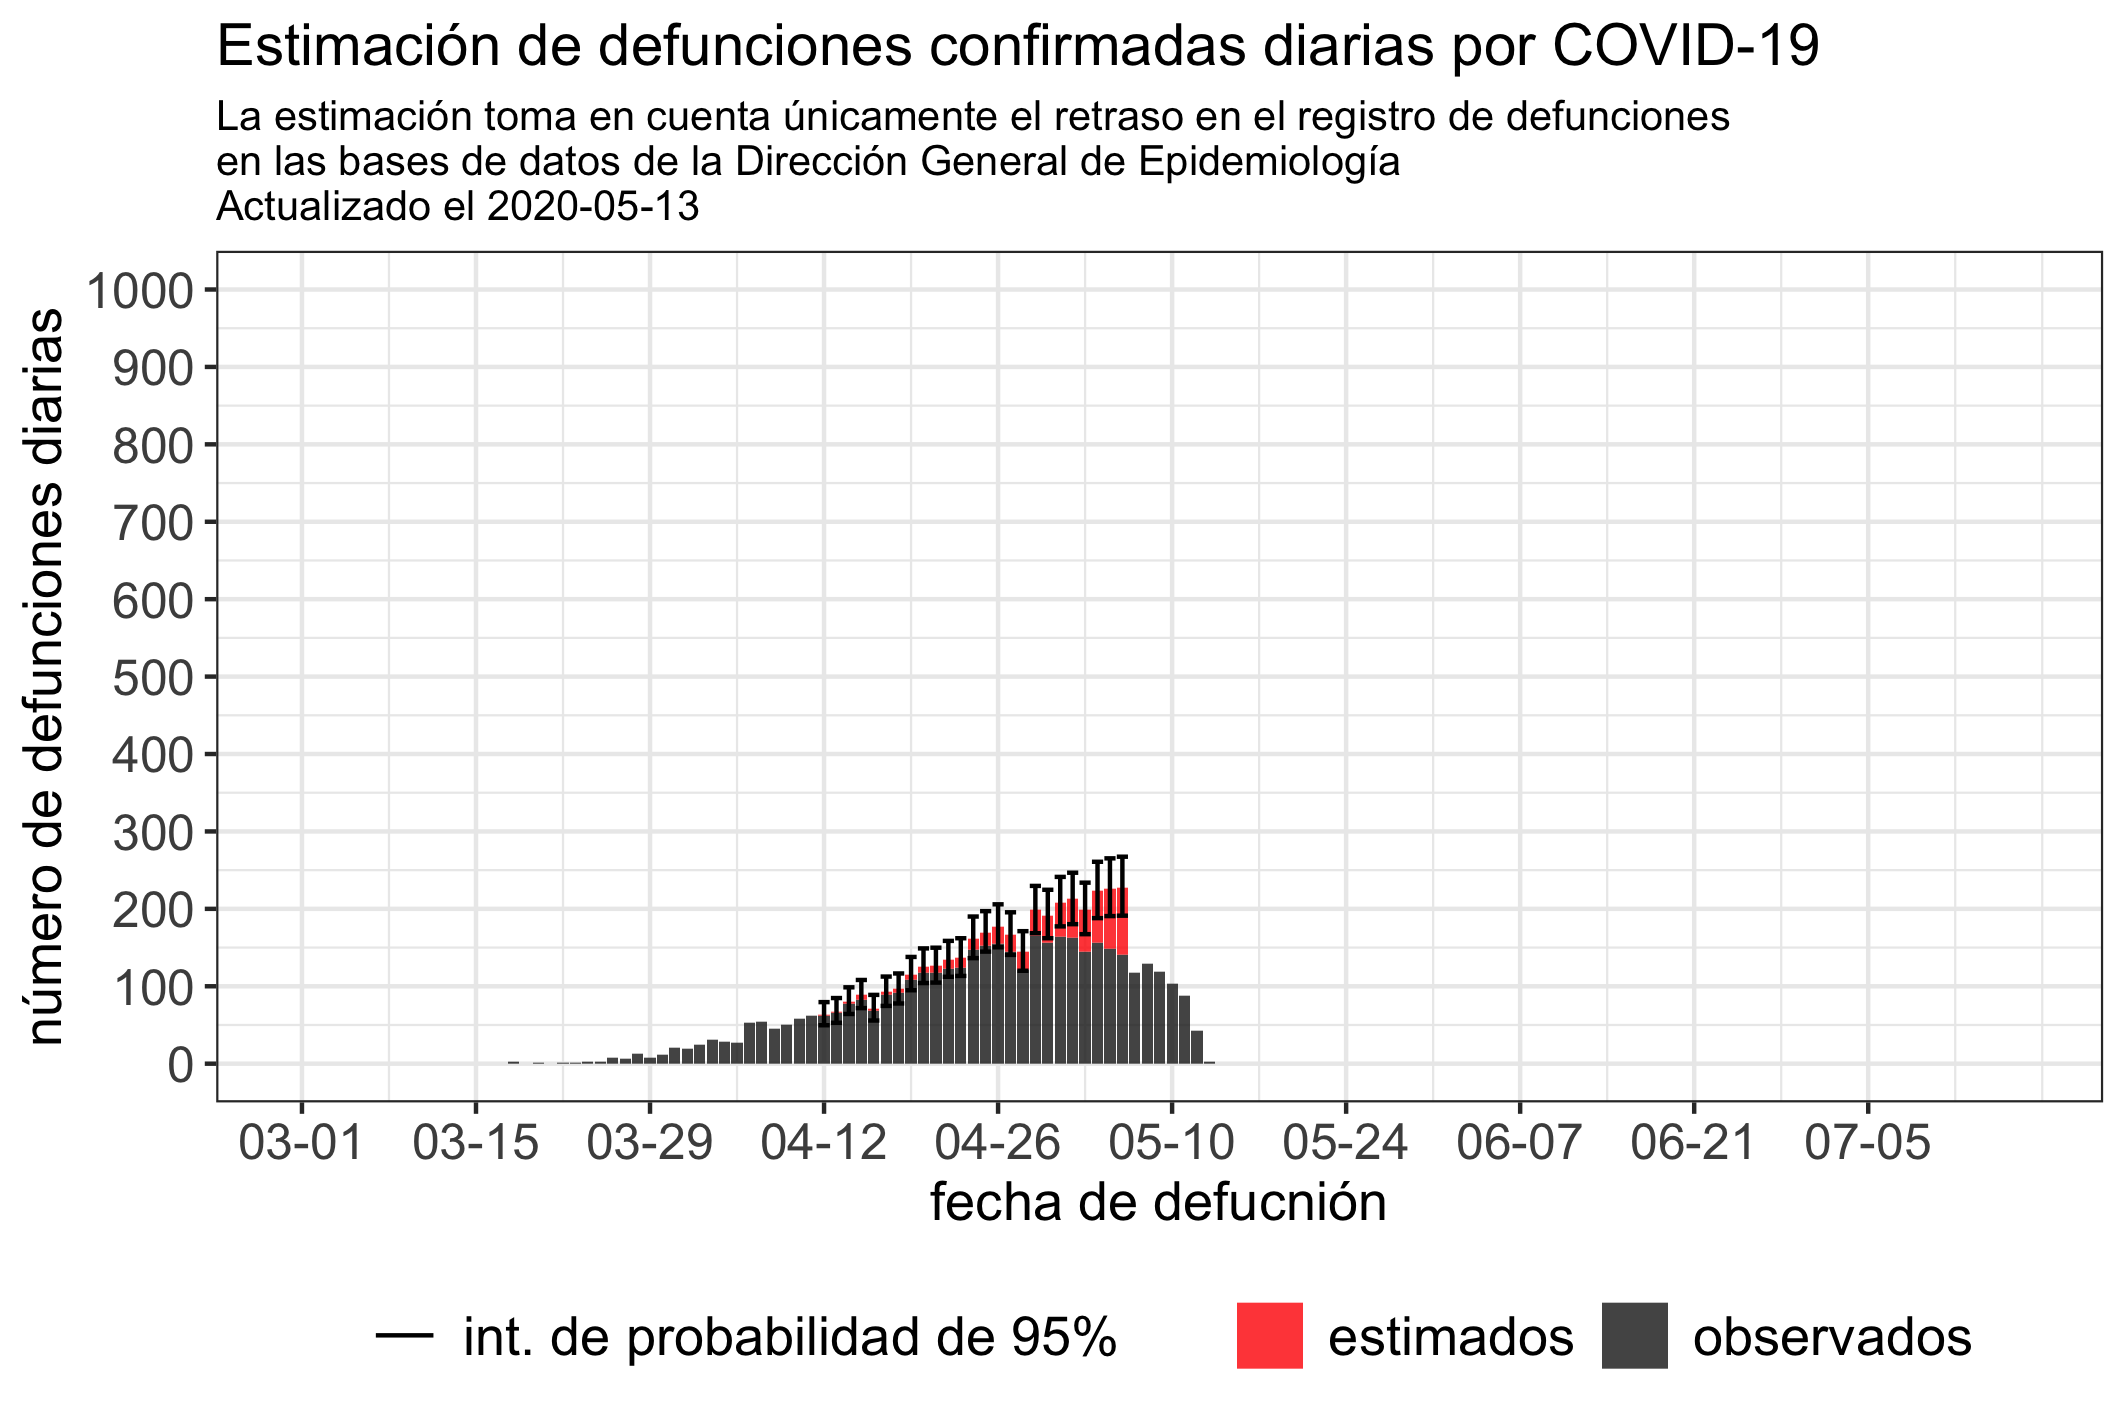 Estimación de defunciones confirmadas diarias por COVID-19
La estimación toma en cuenta únicamente el retraso en el registro de defunciones
en las bases de datos de la Dirección General de Epidemiología
Actualizado el 2020-05-13
número de defunciones diarias
1000
900
800
700
600
500
400
300
200
100
0
03-01 03-15 03-29 04-12 04-26 05-10 05-24 06-07 06-21 07-05
fecha de defucnión
int. de probabilidad de 95% estimados observados